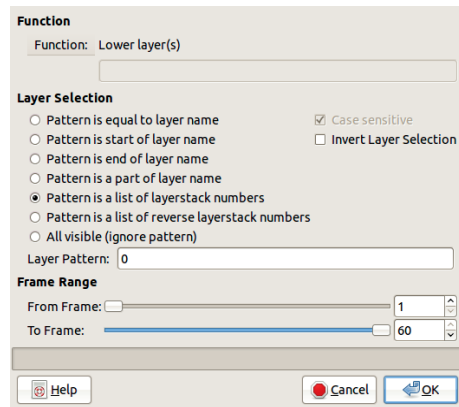 Function
Function: Lower layer(s)
Layer Selection
Pattern is equal to layer name
Case sensitive
Pattern is start of layer name
Invert Layer Selection
Pattern is end of layer name
Pattern is a part of layer name
Pattern is a list of layerstack numbers
Pattern is a list of reverse layerstack numbers
All visible (ignore pattern)
Layer Pattern: 0
Frame Range
From Frame: 1
To Frame: 60
Help Cancel OK